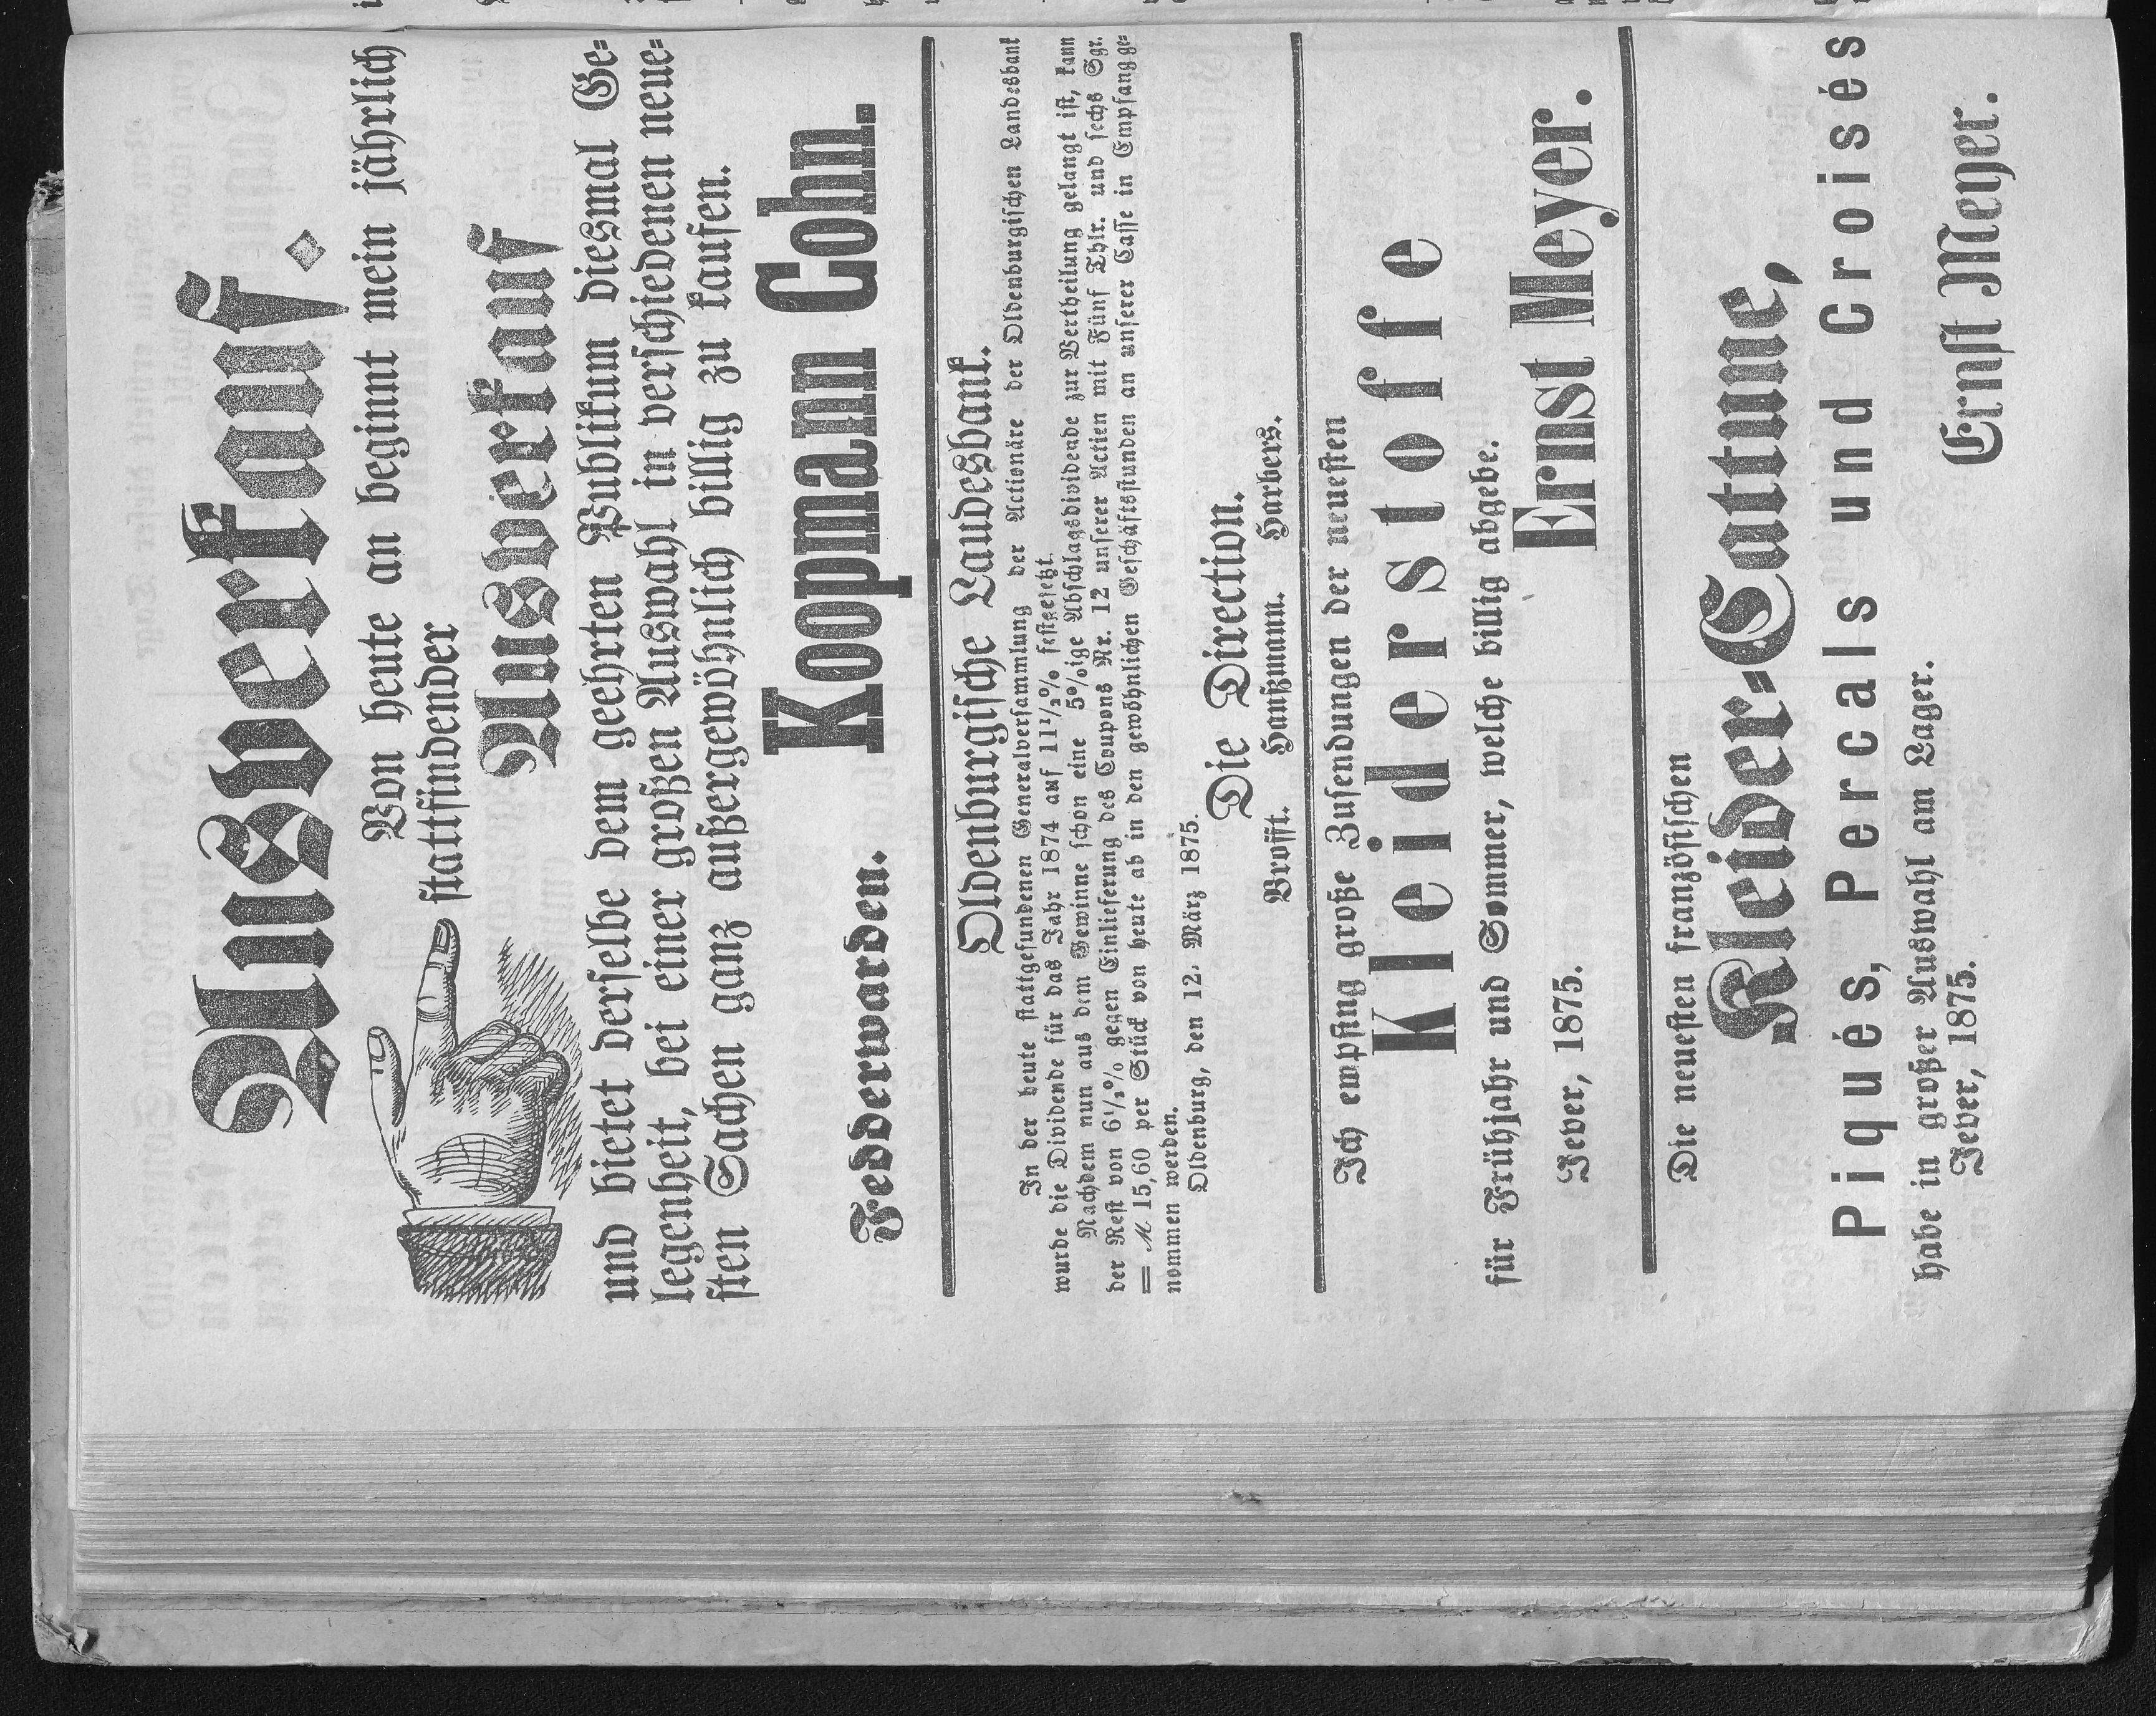 Ausverkauf.
Von heute an beginnt mein jährlich
stattfindender
Ausverkauf
und bietet derselbe dem geehrten Publikum diesmal Ge-
legenheit, bei einer großen Auswahl in verschiedenen neue-
sten Sachen ganz außergewöhnlich billig zu kaufen.
Fedderwarden. Koopmann Cohn.
Oldenburgische Landesbank.
In der heute stattgefundenen Generalversammlung der Actionäre der Oldenburgischen Landesbank
wurde die Dividende für das Jahr 1874 auf 11½% festgesetzt.
Nachdem nun aus dem Gewinne schon eine 5%ige Abschlagsdividende zur Vertheilung gelangt ist, kann
der Rest von 6½% gegen Einlieferung des Coupons Nr. 12 unserer Actien mit Fünf Thlr. und sechs Sgr.
= M 15,60 per Stück von heute ab in den gewöhnlichen Geschäftsstunden an unserer Casse in Empfang ge-
nommen werden.
Oldenburg, den 12. März 1875.
Die Direction.
Brofft. Haußmann. Harbers.
Ich empfing große Zusendungen der neuesten
Kleiderstoffe
für Frühjahr und Sommer, welche billig abgebe.
Jever, 1875. Ernst Meyer.
Die neuesten französischen
Kleider-Cattune,
Piqués, Percals und Croisés
habe in großer Auswahl am Lager.
Jever, 1875. Ernst Meyer.